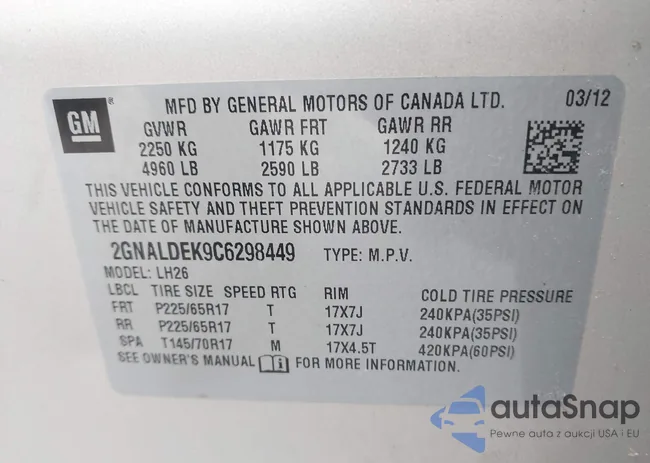 GM ®
MFD BY GENERAL MOTORS OF CANADA LTD. 03/12
GVWR GAWR FRT GAWR RR
2250 KG 1175 KG 1240 KG
4960 LB 2590 LB 2733 LB
THIS VEHICLE CONFORMS TO ALL APPLICABLE U.S. FEDERAL MOTOR
VEHICLE SAFETY AND THEFT PREVENTION STANDARDS IN EFFECT ON
THE DATE OF MANUFACTURE SHOWN ABOVE.
2GNALDEK9C6298449 TYPE: M.P.V.
MODEL: LH26
LBCL TIRE SIZE SPEED RTG RIM COLD TIRE PRESSURE
FRT P225/65R17 T 17X7J 240KPA(35PSI)
RR P225/65R17 T 17X7J 240KPA(35PSI)
SPA T145/70R17 M 17X4.5T 420KPA(60PSI)
SEE OWNER'S MANUAL FOR MORE INFORMATION.
autaSnap
Pewne auta z aukcji USA i EU